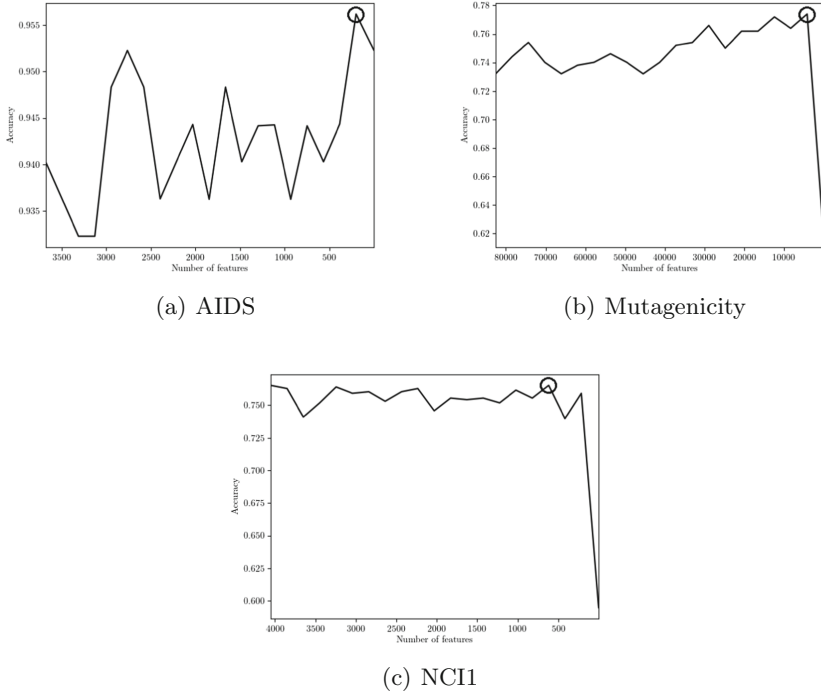 0.955
0.950
0.945
0.940
0.935
Accuracy
3500 3000 2500 2000 1500 1000 500
Number of features
(a) AIDS
0.78
0.76
0.74
0.72
0.70
0.68
0.66
0.64
0.62
Accuracy
80000 70000 60000 50000 40000 30000 20000 10000
Number of features
(b) Mutagenicity
0.750
0.725
0.700
0.675
0.650
0.625
0.600
Accuracy
4000 3500 3000 2500 2000 1500 1000 500
Number of features
(c) NCI1